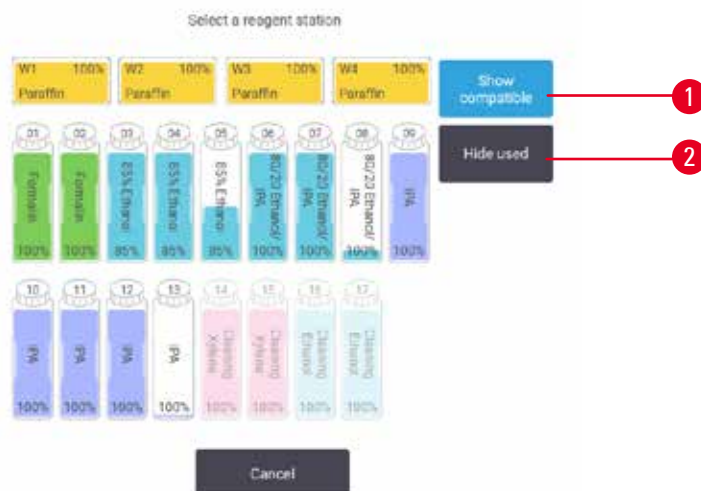 Select a reagent station
W1 100%
Paraffin
W2 100%
Paraffin
W3 100%
Paraffin
W4 100%
Paraffin
Show
compatible
1
Hide used
2
01
Formalin
100%
02
Formalin
100%
03
85% Ethanol
85%
04
85% Ethanol
85%
05
85% Ethanol
85%
06
80/20 Ethanol/
IPA
100%
07
80/20 Ethanol/
IPA
100%
08
80/20 Ethanol/
IPA
100%
09
IPA
100%
10
IPA
100%
11
IPA
100%
12
IPA
100%
13
IPA
100%
14
Cleaning
Xylene
100%
15
Cleaning
Xylene
100%
16
Cleaning
Ethanol
100%
17
Cleaning
Ethanol
100%
Cancel